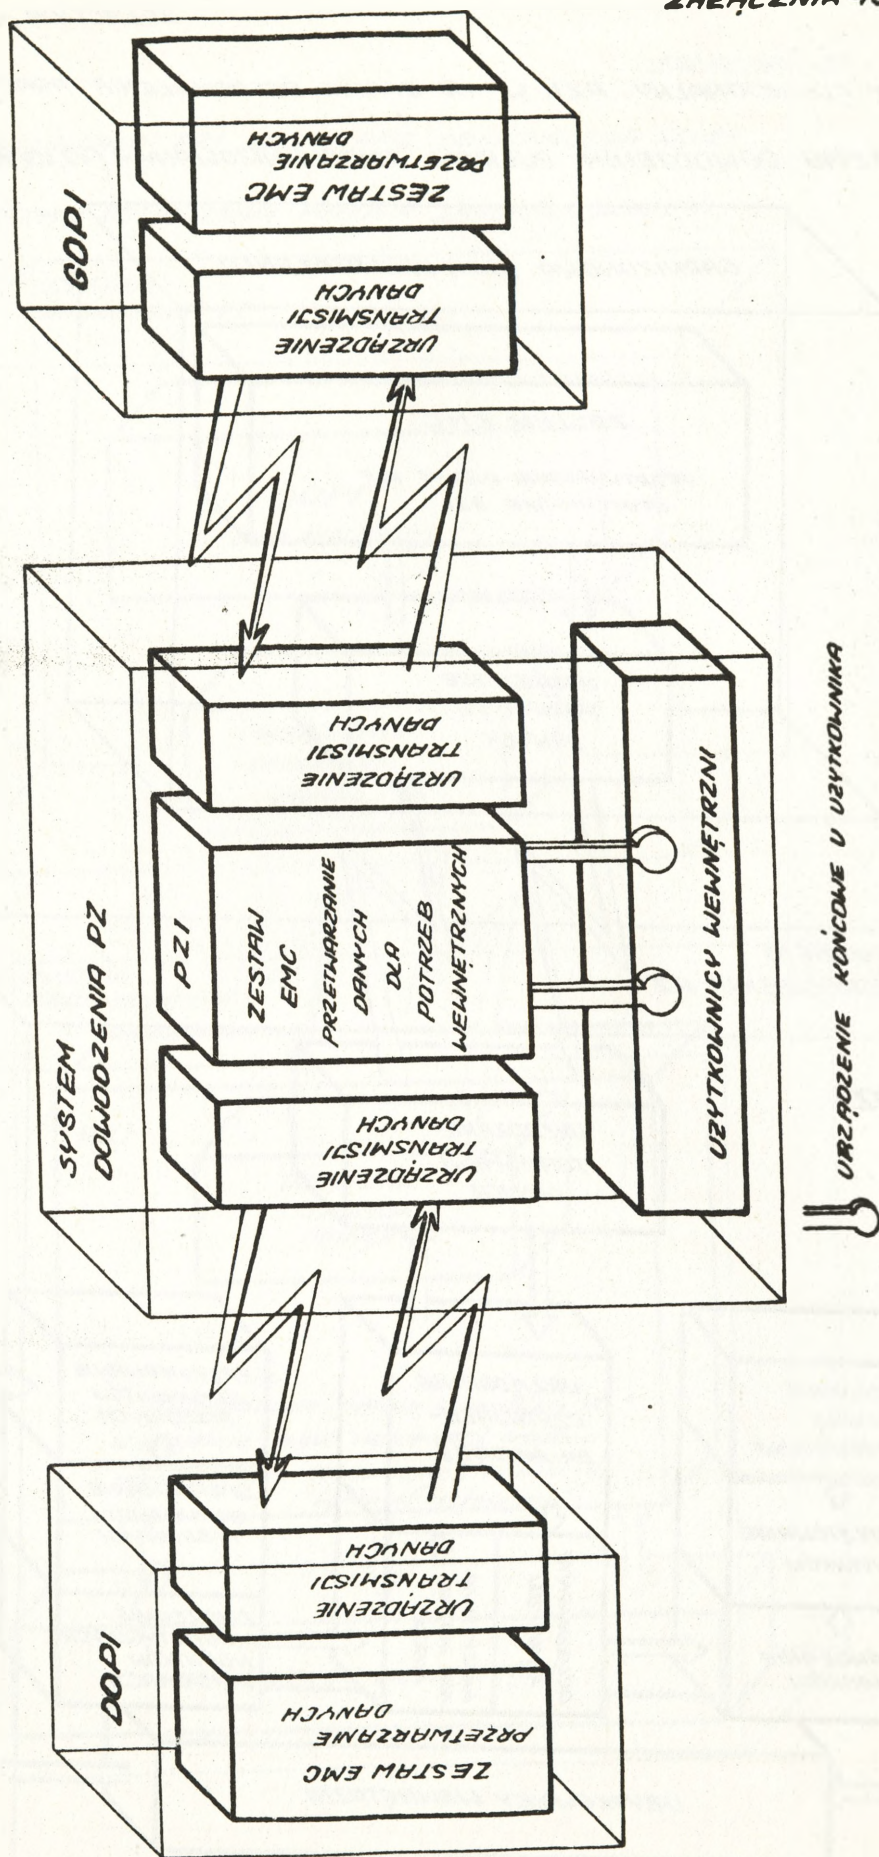 GOPI
ZESTAW EMC
PRZETWARZANIE
DANYCH
URZĄDZENIE
TRANSMISJI
DANYCH
SYSTEM
DOWODZENIA PZ
URZĄDZENIE
TRANSMISJI
DANYCH
PZI
ZESTAW
EMC
PRZETWARZANIE
DANYCH
DLA
POTRZEB
WEWNĘTRZNYCH
URZĄDZENIE
TRANSMISJI
DANYCH
UŻYTKOWNICY WEWNĘTRZNI
DOPI
URZĄDZENIE
TRANSMISJI
DANYCH
ZESTAW EMC
PRZETWARZANIE
DANYCH
URZĄDZENIE KOŃCOWE U UŻYTKOWNIKA